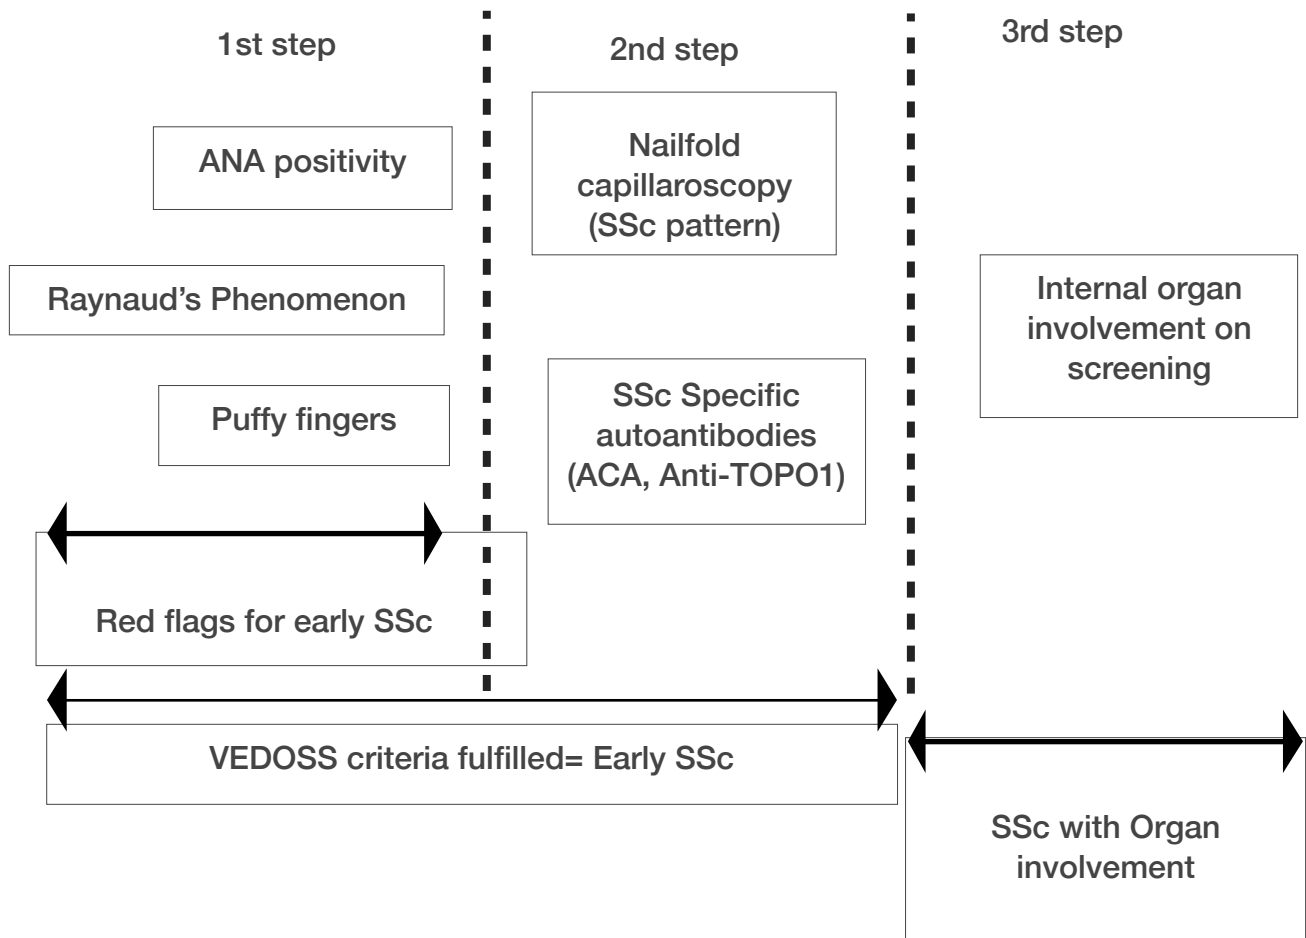 1st step
ANA positivity
Raynaud’s Phenomenon
Puffy fingers
Red flags for early SSc
2nd step
Nailfold
capillaroscopy
(SSc pattern)
SSc Specific
autoantibodies
(ACA, Anti-TOPO1)
VEDOSS criteria fulfilled= Early SSc
3rd step
Internal organ
involvement on
screening
SSc with Organ
involvement